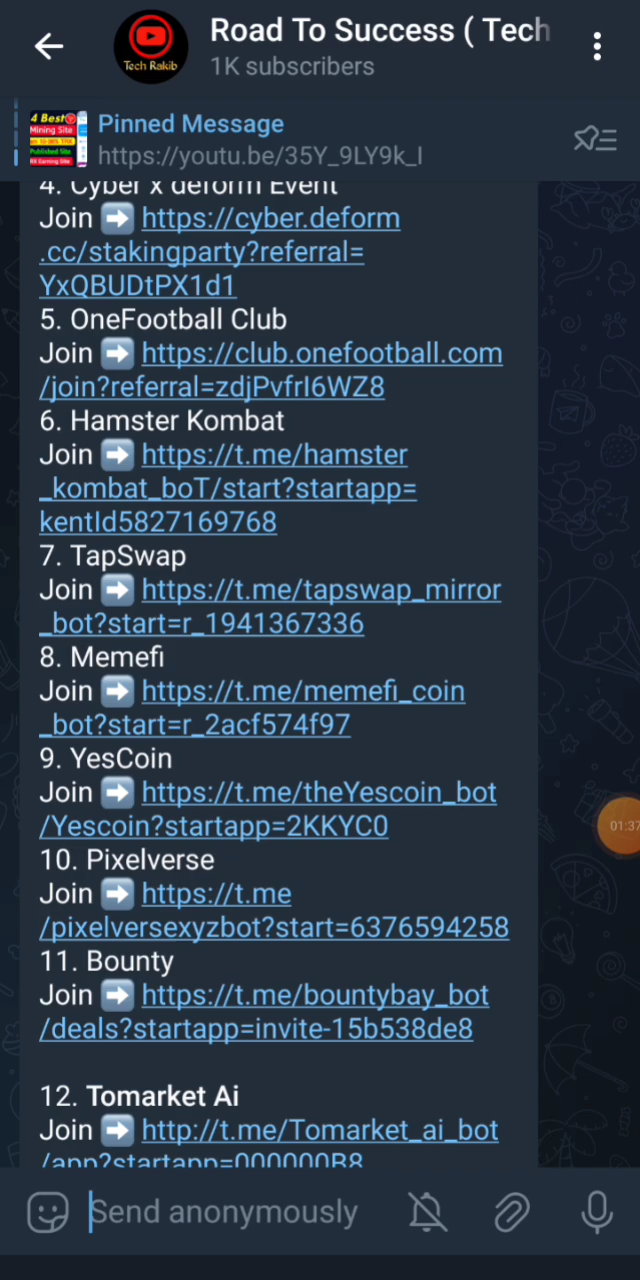 Road To Success ( Tech
Tech Rakib
1K subscribers
4 Best
Mining Site
Pinned Message
https://youtu.be/35Y_9LY9k_I
4. Cyber x deform Event
Join ➡️ https://cyber.deform
.cc/stakingparty?referral=
YxQBUDtPX1d1
5. OneFootball Club
Join ➡️ https://club.onefootball.com
/join?referral=zdjPvfrI6WZ8
6. Hamster Kombat
Join ➡️ https://t.me/hamster
_kombat_boT/start?startapp=
kentId5827169768
7. TapSwap
Join ➡️ https://t.me/tapswap_mirror
_bot?start=r_1941367336
8. Memefi
Join ➡️ https://t.me/memefi_coin
_bot?start=r_2acf574f97
9. YesCoin
Join ➡️ https://t.me/theYescoin_bot
/Yescoin?startapp=2KKYC0
10. Pixelverse
Join ➡️ https://t.me
/pixelversexyzbot?start=6376594258
11. Bounty
Join ➡️ https://t.me/bountybay_bot
/deals?startapp=invite-15b538de8
12. Tomarket Ai
Join ➡️ http://t.me/Tomarket_ai_bot
/app?startapp=000000B8
Send anonymously
01:37